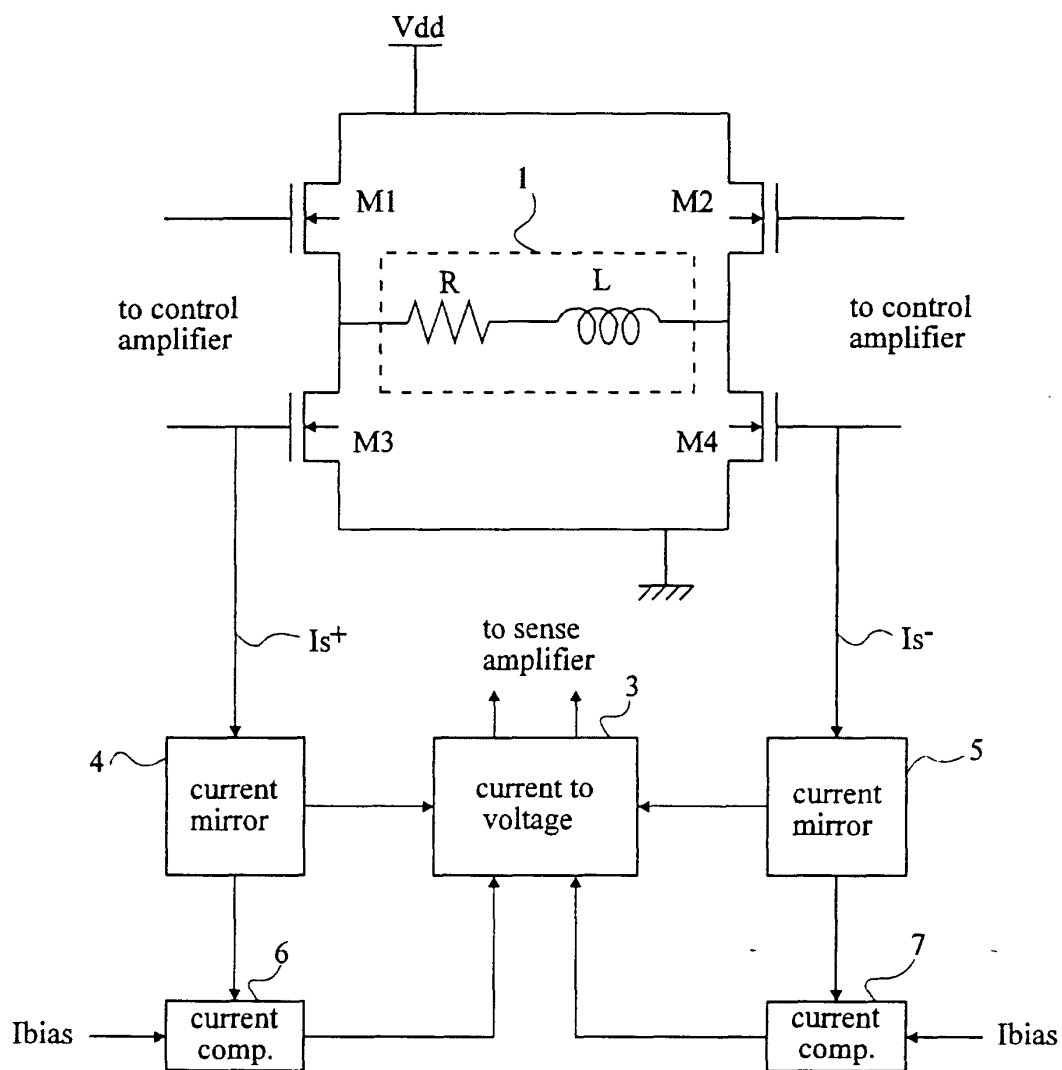 Vdd
1
M1
M2
R
L
to control
amplifier
to control
amplifier
M3
M4
Is+
to sense
amplifier
Is-
3
4
current
mirror
current to
voltage
5
current
mirror
6
7
Ibias
current
comp.
current
comp.
Ibias